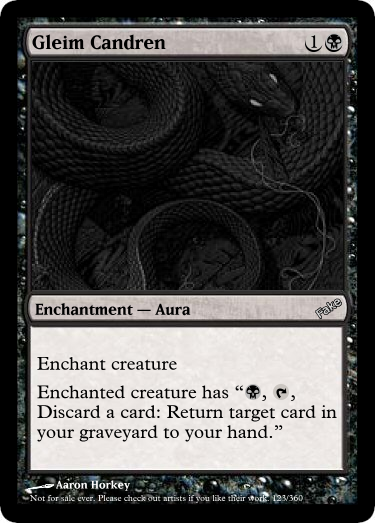 Gleim Candren 1
Enchantment — Aura Fake
Enchant creature
Enchanted creature has “ , ,
Discard a card: Return target card in
your graveyard to your hand.”
Aaron Horkey
Not for sale ever. Please check out artists if you like their work. 123/360